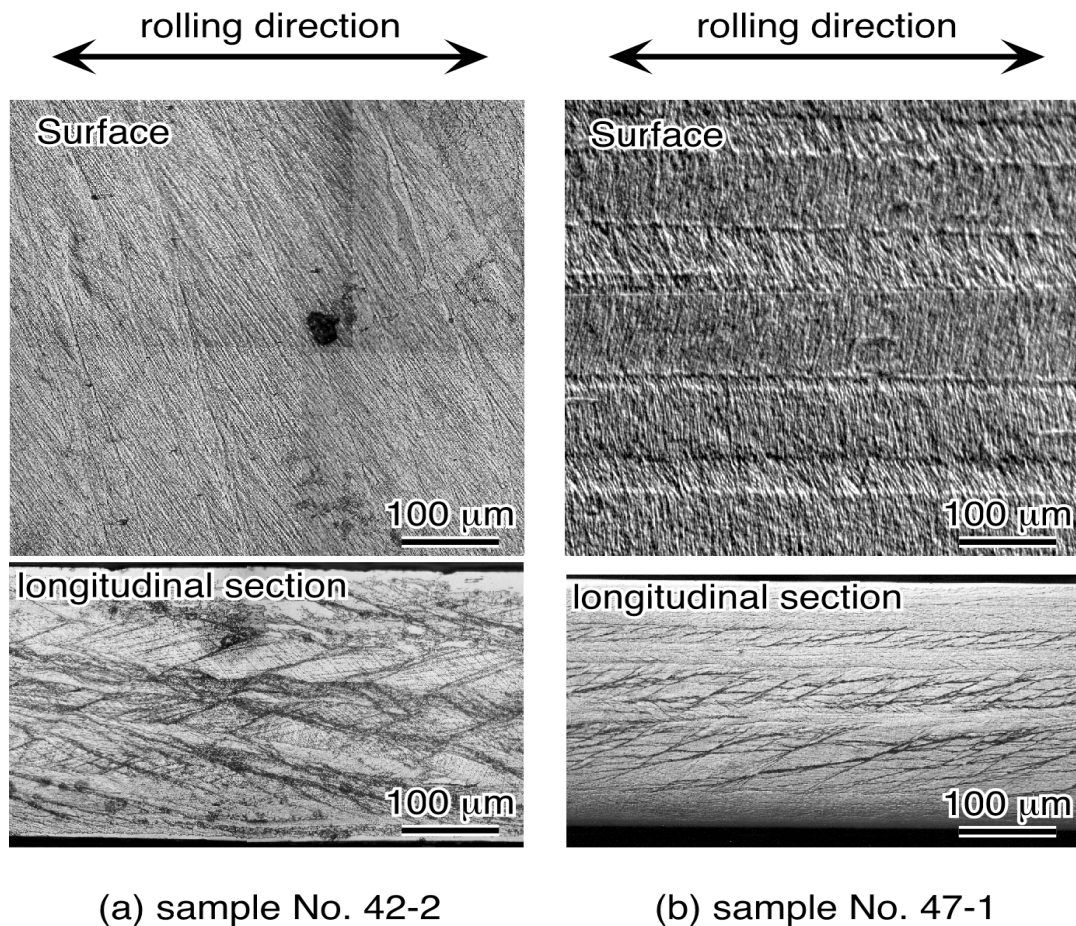 rolling direction
Surface
100 μm
longitudinal section
100 μm
(a) sample No. 42-2
rolling direction
Surface
100 μm
longitudinal section
100 μm
(b) sample No. 47-1